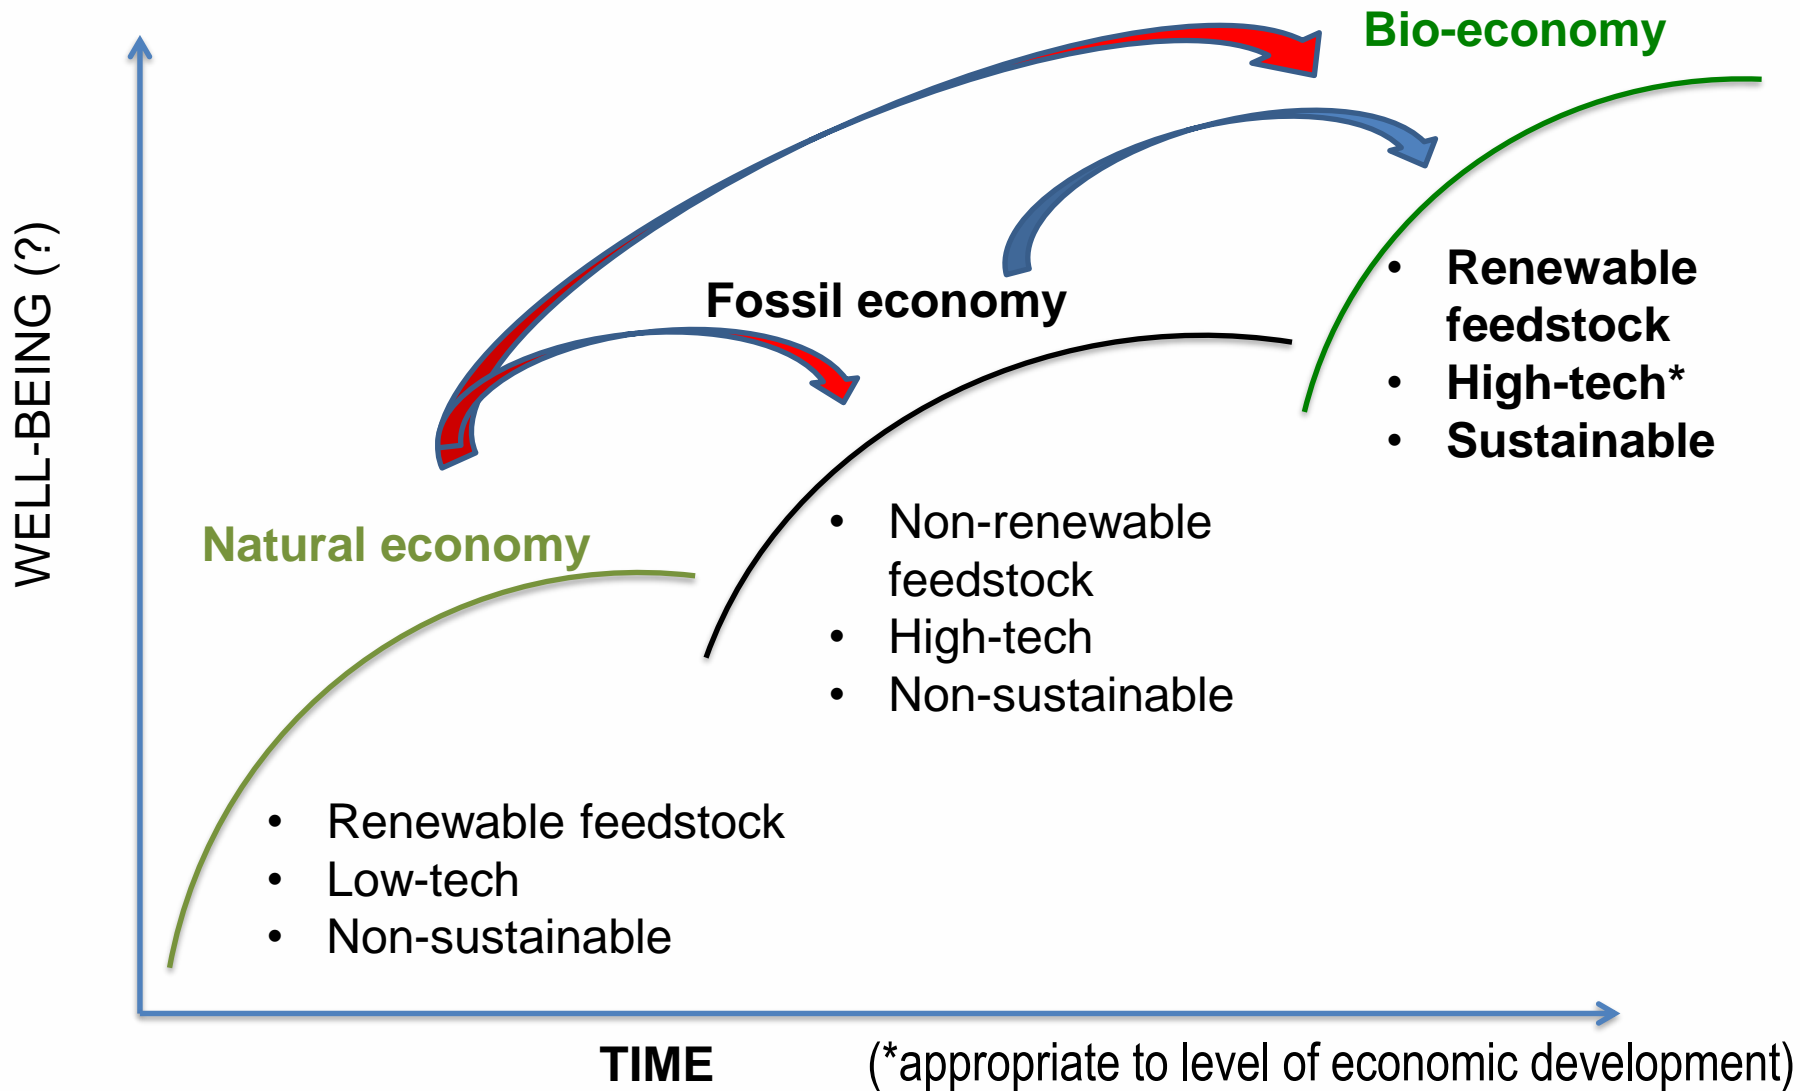 Bio-economy
WELL-BEING (?)
• Renewable
feedstock
• High-tech*
• Sustainable
Fossil economy
• Non-renewable
feedstock
• High-tech
• Non-sustainable
Natural economy
• Renewable feedstock
• Low-tech
• Non-sustainable
TIME
(*appropriate to level of economic development)